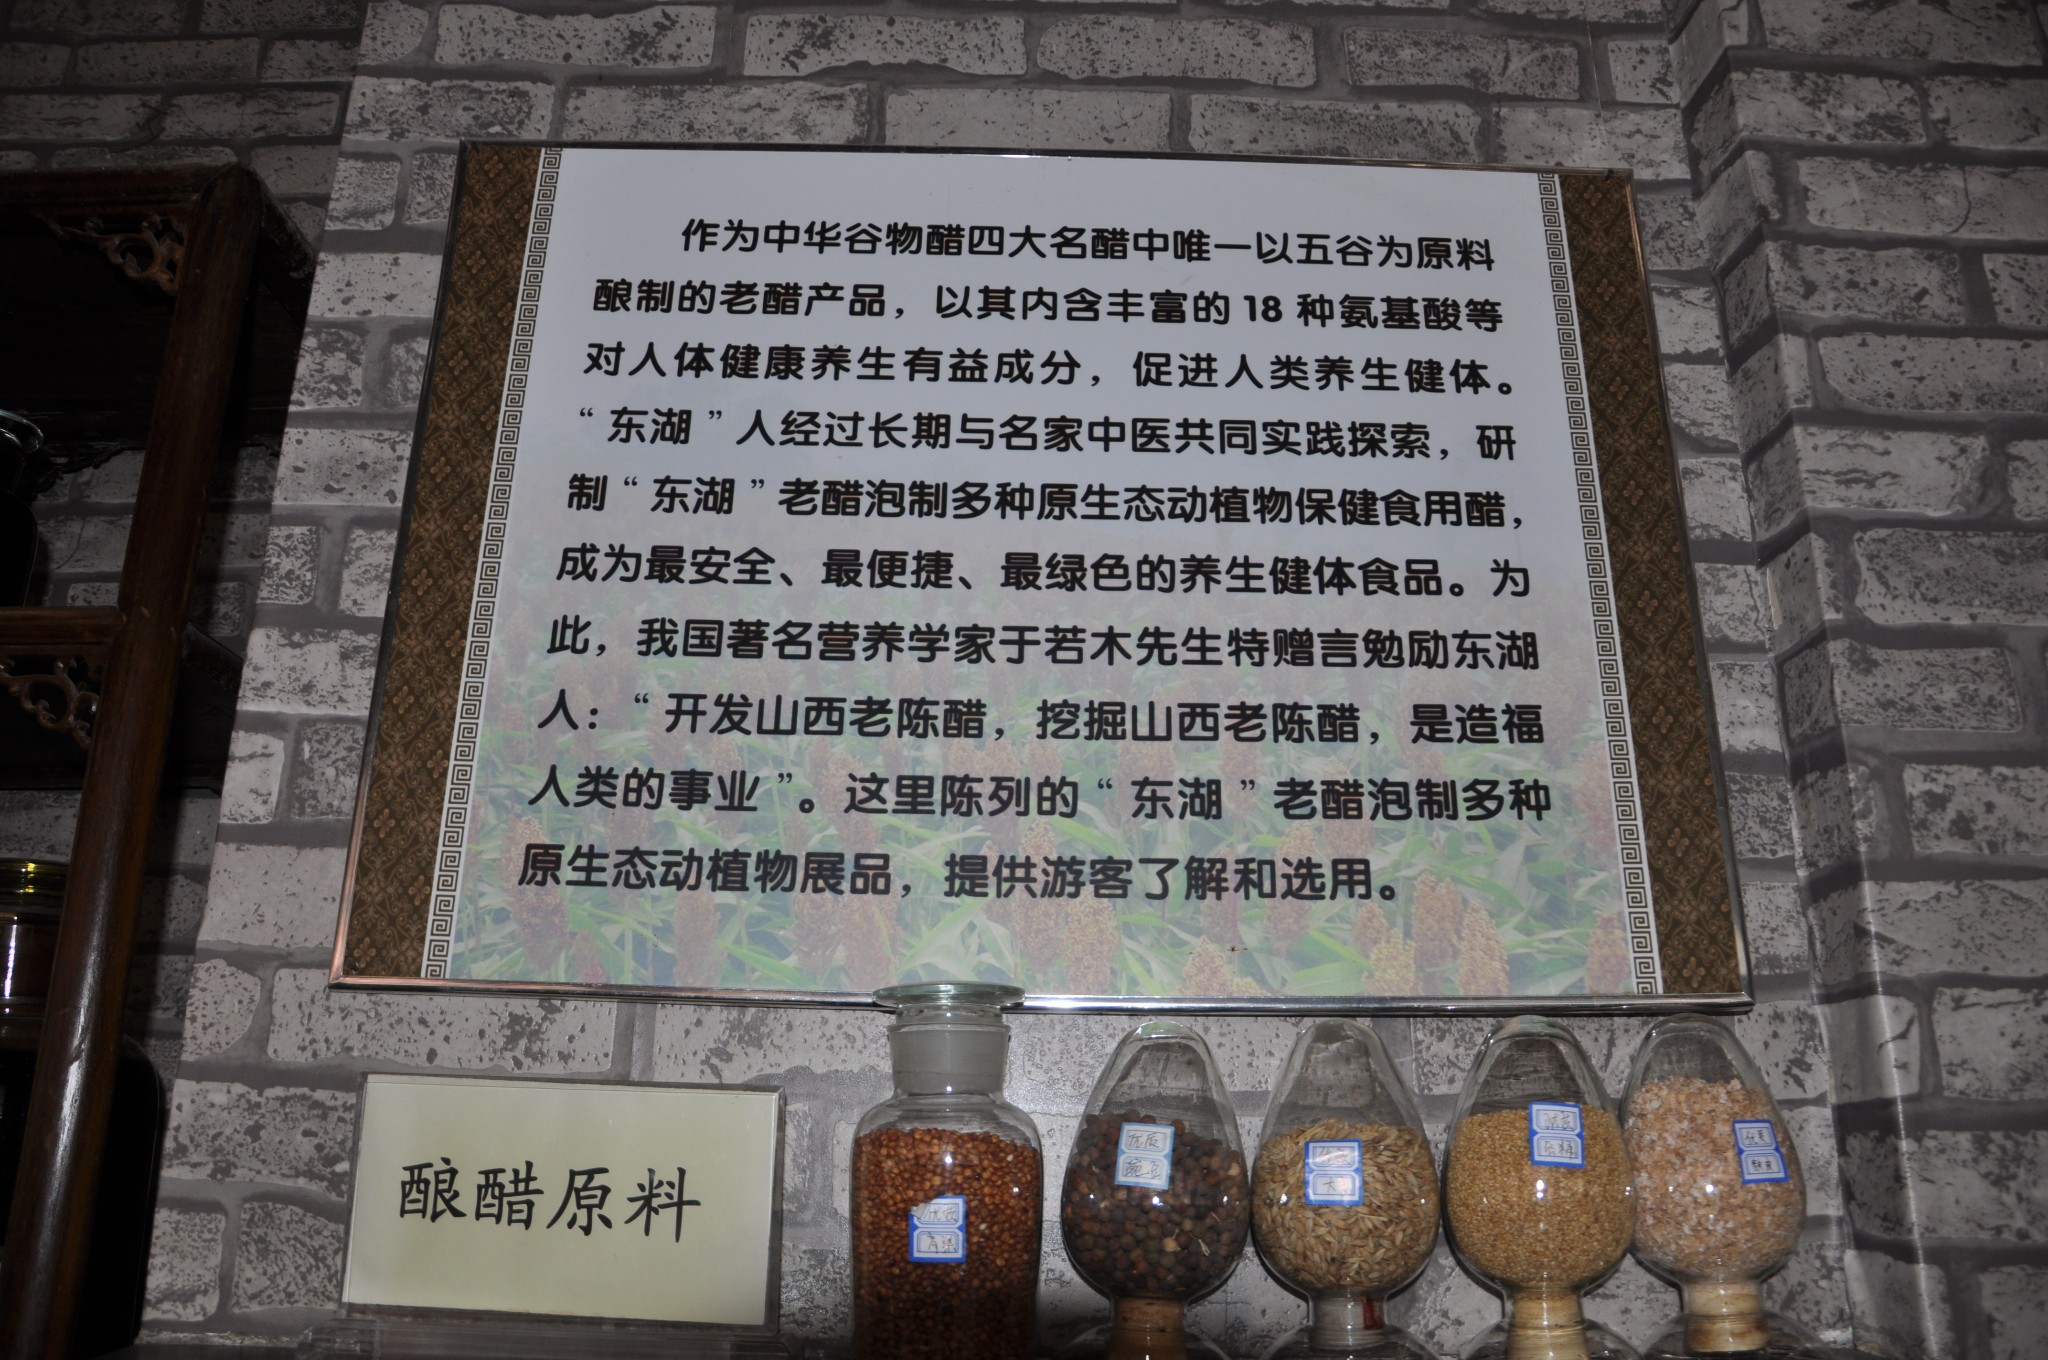 作为中华谷物醋四大名醋中唯一以五谷为原料
酿制的老醋产品，以其内含丰富的 18 种氨基酸等
对人体健康养生有益成分，促进人类养生健体。
“东湖”人经过长期与名家中医共同实践探索，研
制“东湖”老醋泡制多种原生态动植物保健食用醋，
成为最安全、最便捷、最绿色的养生健体食品。为
此，我国著名营养学家于若木先生特赠言勉励东湖
人：“开发山西老陈醋，挖掘山西老陈醋，是造福
人类的事业”。这里陈列的“东湖”老醋泡制多种
原生态动植物展品，提供游客了解和选用。
酿醋原料
优质
豌豆